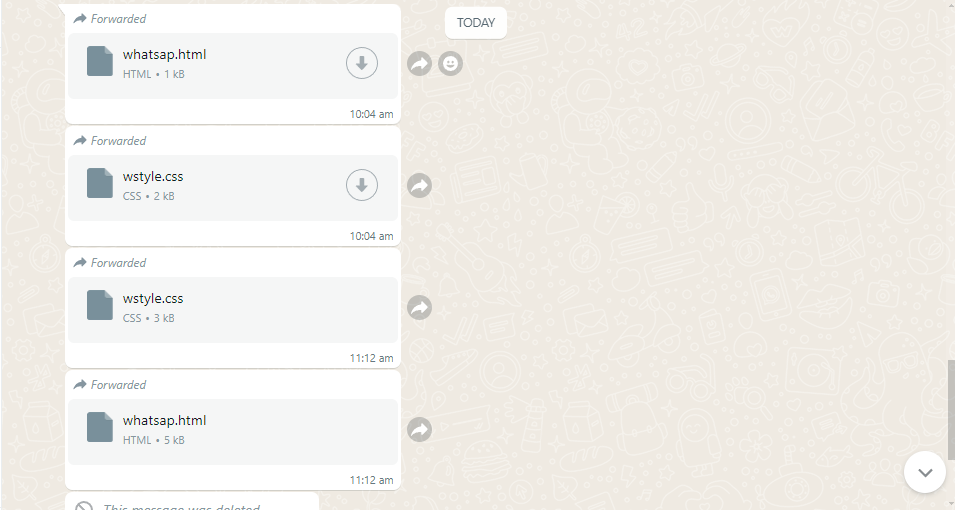 TODAY
Forwarded
whatsap.html
HTML • 1 kB
10:04 am
Forwarded
wstyle.css
CSS • 2 kB
10:04 am
Forwarded
wstyle.css
CSS • 3 kB
11:12 am
Forwarded
whatsap.html
HTML • 5 kB
11:12 am
This message was deleted